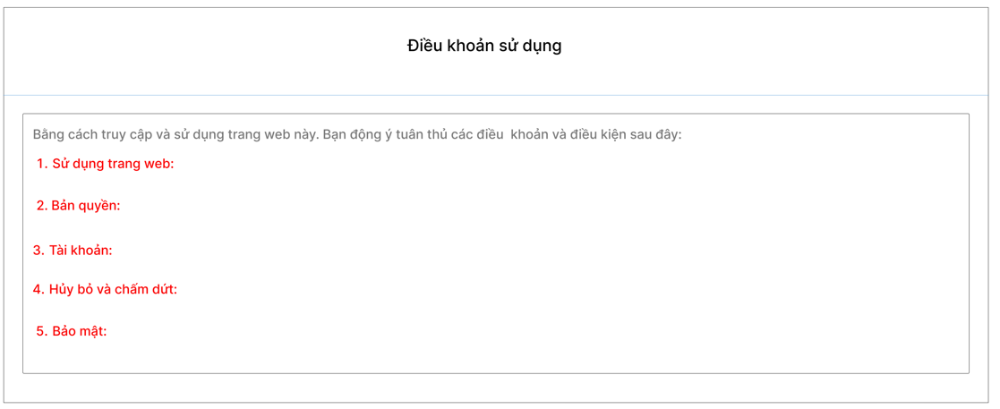 Điều khoản sử dụng
Bằng cách truy cập và sử dụng trang web này. Bạn động ý tuân thủ các điều khoản và điều kiện sau đây:
1. Sử dụng trang web:
2. Bản quyền:
3. Tài khoản:
4. Hủy bỏ và chấm dứt:
5. Bảo mật: